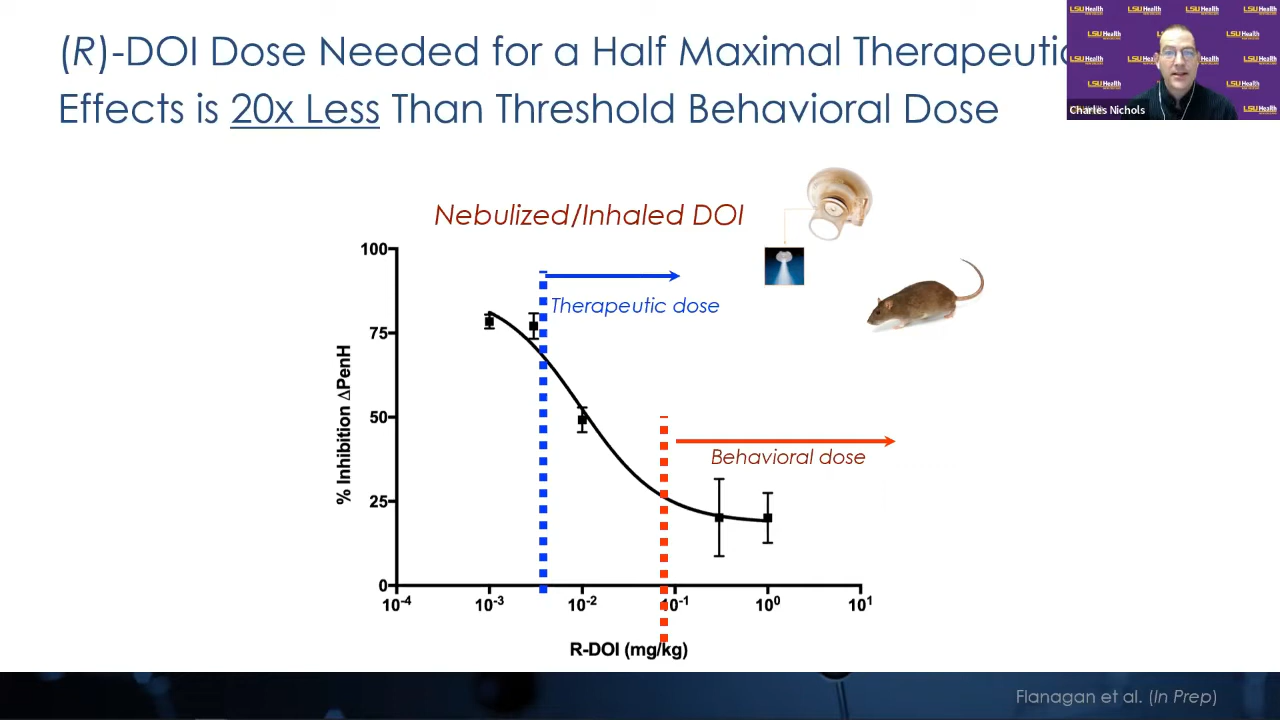 (R)-DOI Dose Needed for a Half Maximal Therapeutic
Effects is 20x Less Than Threshold Behavioral Dose
LSU Health
Charles Nichols
Nebulized/Inhaled DOI
Therapeutic dose
Behavioral dose
% Inhibition ΔPenH
100
75
50
25
0
10-4
10-3
10-2
10-1
100
101
R-DOI (mg/kg)
Flanagan et al. (In Prep)